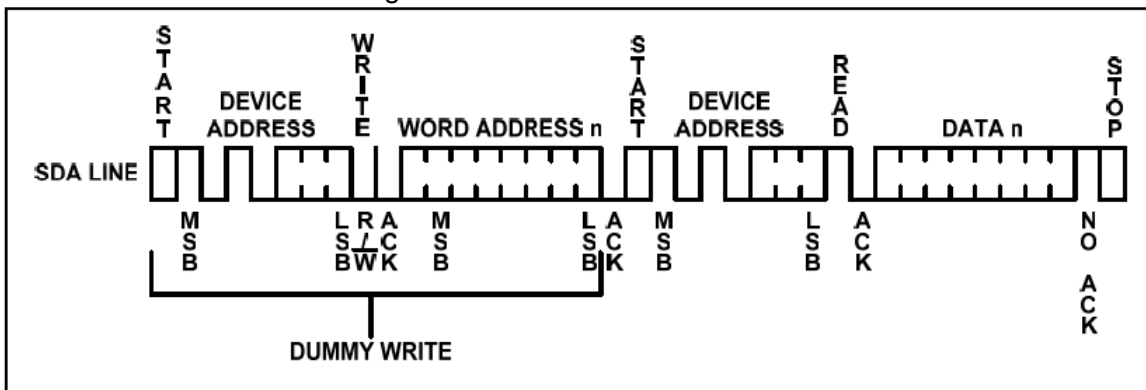 START
WRITE
START
READ
STOP
DEVICE ADDRESS
WORD ADDRESS n
DEVICE ADDRESS
DATA n
SDA LINE
MSB
LSB
R/W
ACK
MSB
LSB
ACK
MSB
LSB
ACK
NO ACK
DUMMY WRITE